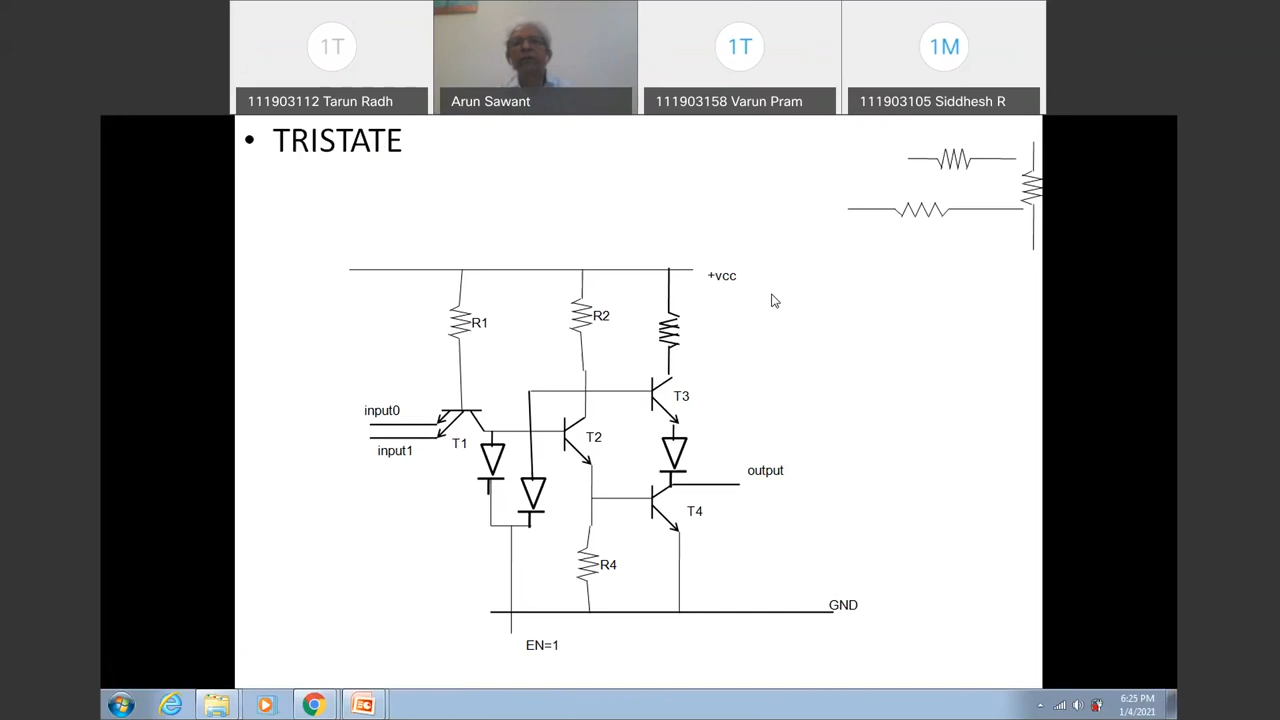 1T
1T
1M
111903112 Tarun Radh
Arun Sawant
111903158 Varun Pram
111903105 Siddhesh R
• TRISTATE
+vcc
R1
R2
T3
input0
input1
T1
T2
output
T4
R4
GND
EN=1
6:25 PM
1/4/2021